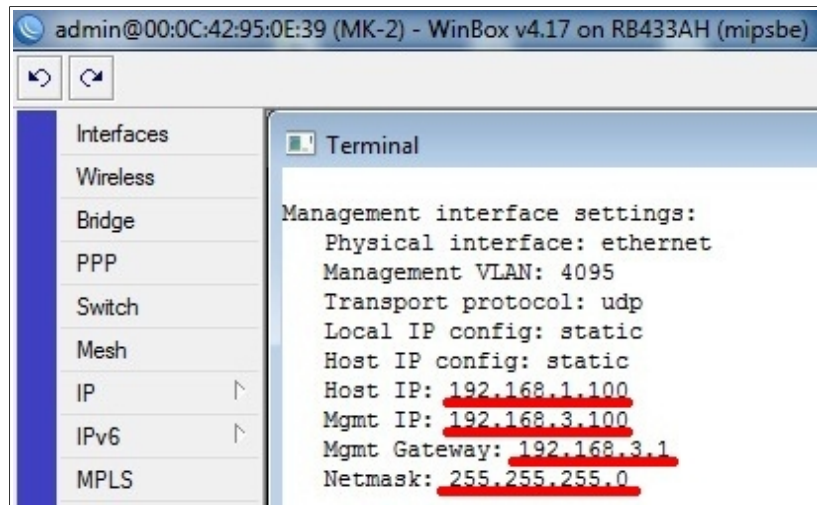 admin@00:0C:42:95:0E:39 (MK-2) - WinBox v4.17 on RB433AH (mipsbe)
Interfaces
Wireless
Bridge
PPP
Switch
Mesh
IP
IPv6
MPLS
Terminal
Management interface settings:
Physical interface: ethernet
Management VLAN: 4095
Transport protocol: udp
Local IP config: static
Host IP config: static
Host IP: 192.168.1.100
Mgmt IP: 192.168.3.100
Mgmt Gateway: 192.168.3.1
Netmask: 255.255.255.0